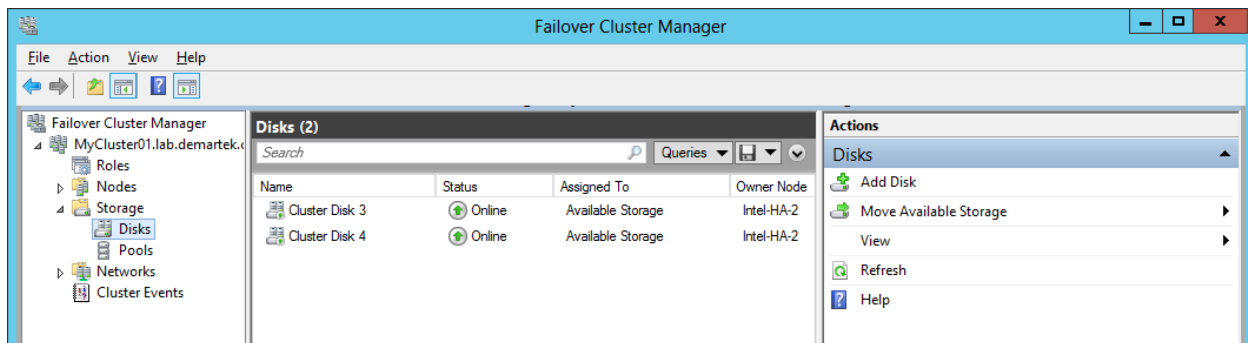 Failover Cluster Manager
File Action View Help
Failover Cluster Manager
MyCluster01.lab.demartek.
Roles
Nodes
Storage
Disks
Pools
Networks
Cluster Events
Disks (2)
Search
Queries
Name Status Assigned To Owner Node
Cluster Disk 3 Online Available Storage Intel-HA-2
Cluster Disk 4 Online Available Storage Intel-HA-2
Actions
Disks
Add Disk
Move Available Storage
View
Refresh
Help